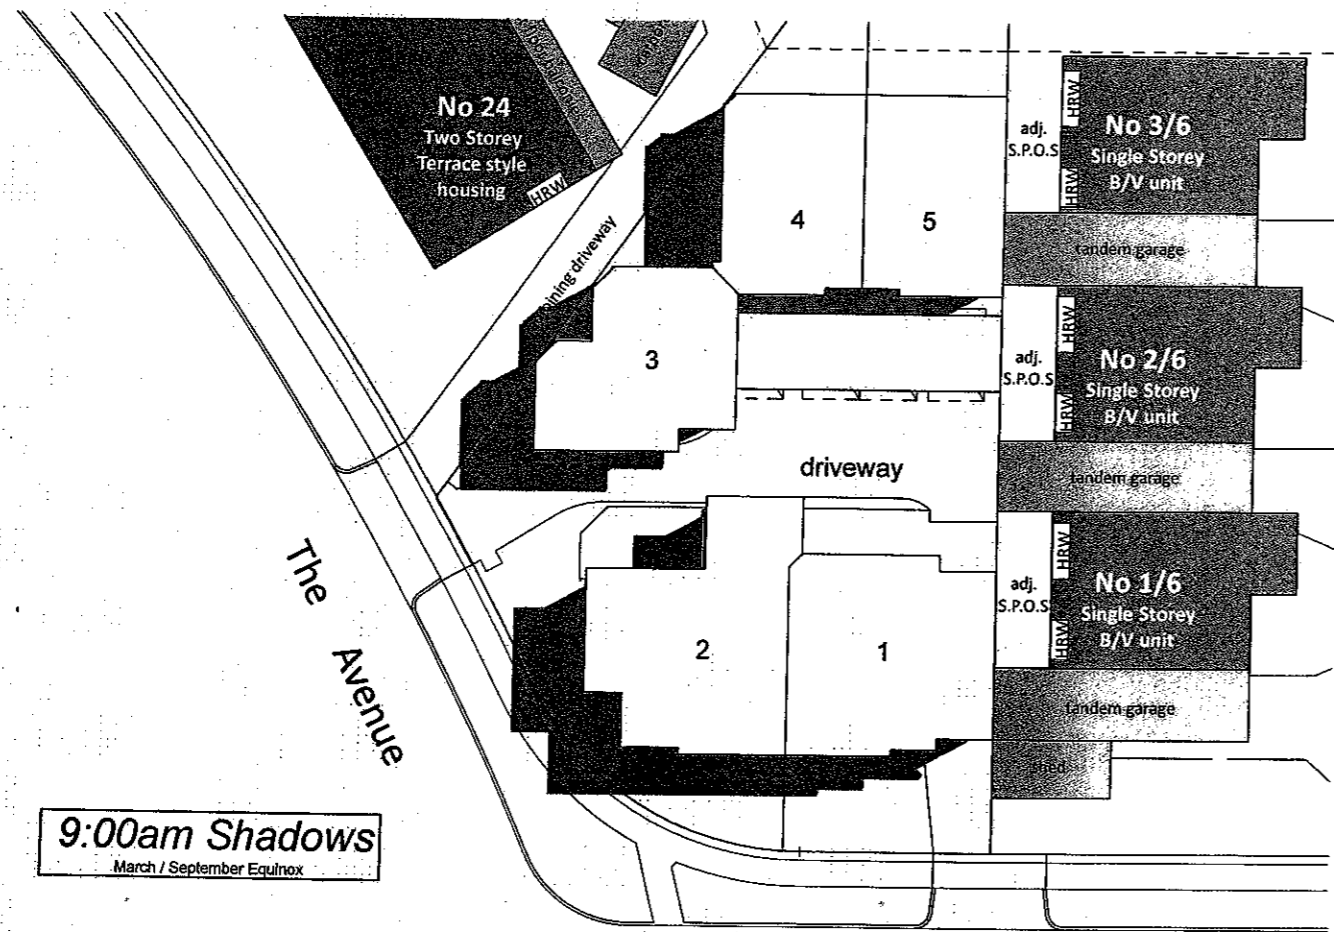 No 24
Two Storey
Terrace style
housing
HRW
adj.
S.P.O.S
HRW
HRW
No 3/6
Single Storey
B/V unit
4
5
tandem garage
ining driveway
3
adj.
S.P.O.S
HRW
HRW
No 2/6
Single Storey
B/V unit
driveway
tandem garage
The
Avenue
2
1
adj.
S.P.O.S
HRW
HRW
No 1/6
Single Storey
B/V unit
tandem garage
shed
9:00am Shadows
March / September Equinox